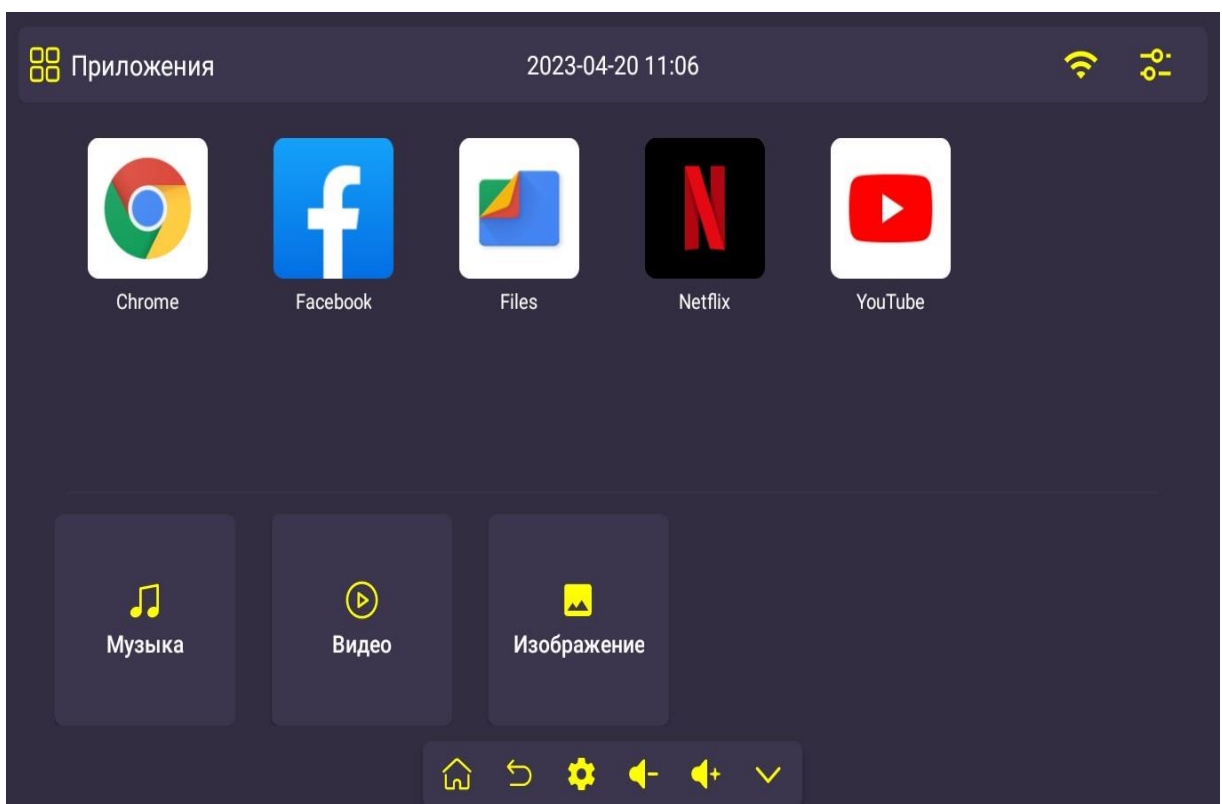 Приложения
2023-04-20 11:06
Chrome
Facebook
Files
Netflix
YouTube
Музыка
Видео
Изображение